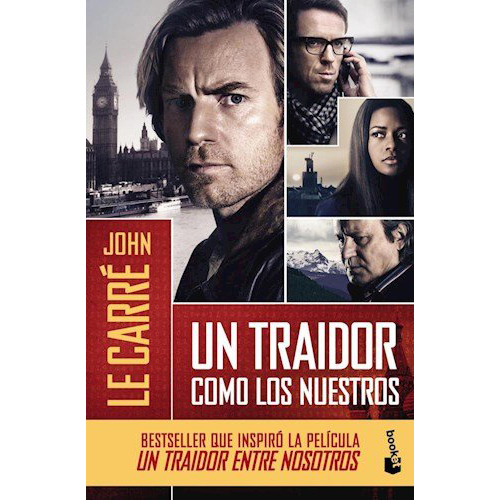 JOHN
LE CARRÉ
UN TRAIDOR
COMO LOS NUESTROS
BESTSELLER QUE INSPIRÓ LA PELÍCULA
UN TRAIDOR ENTRE NOSOTROS
booket